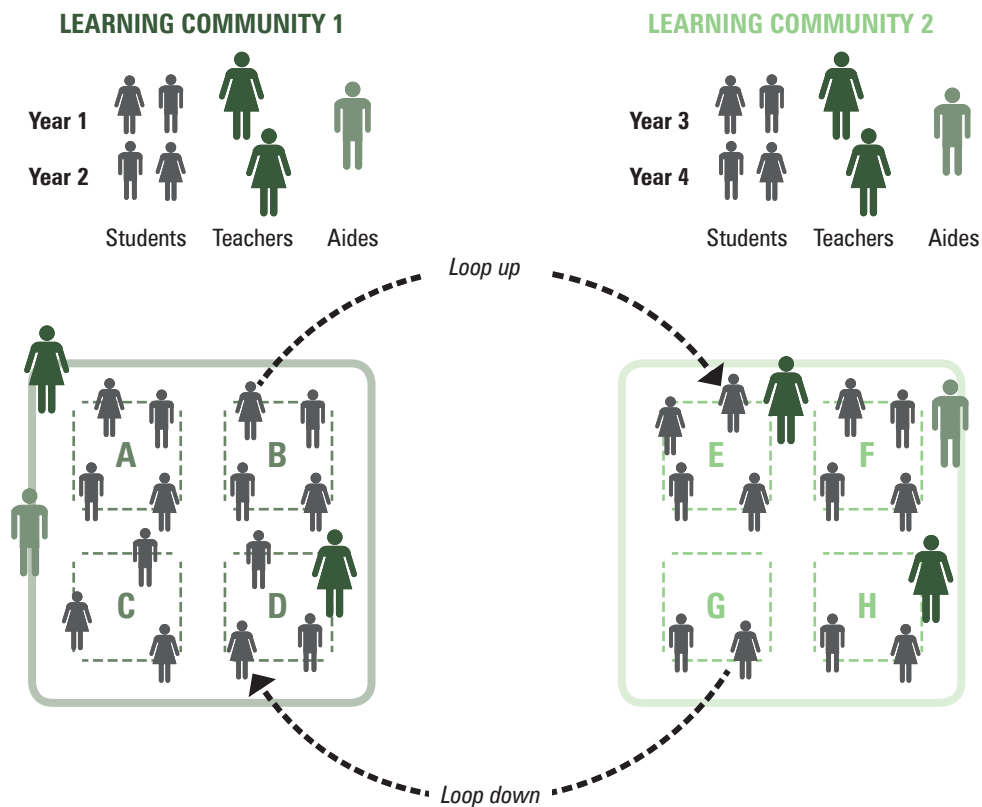 LEARNING COMMUNITY 1
LEARNING COMMUNITY 2
Year 1
Year 2
Students Teachers Aides
Year 3
Year 4
Students Teachers Aides
Loop up
A
B
C
D
E
F
G
H
Loop down